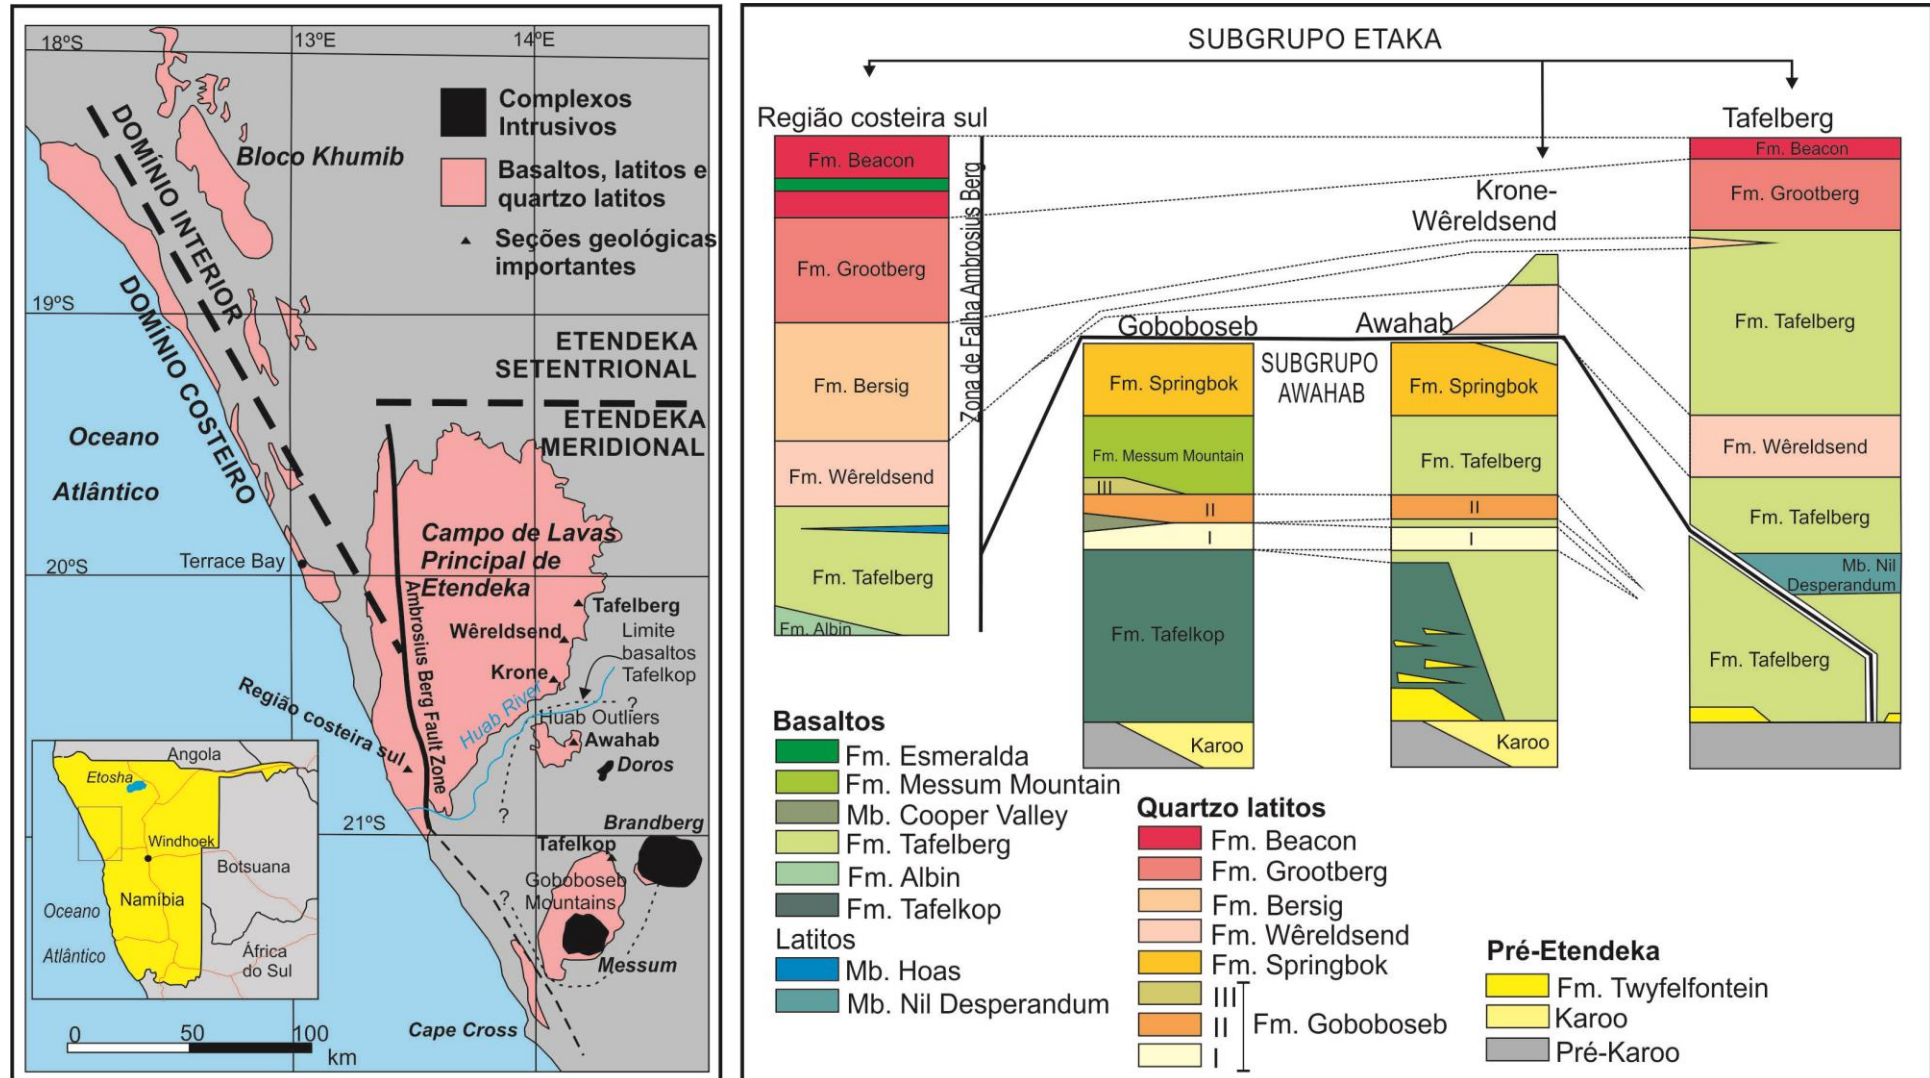 18ºS
13ºE
14ºE
Complexos
Intrusivos
DOMÍNIO INTERIOR
Bloco Khumib
Basaltos, latitos e
quartzo latitos
Seções geológicas
importantes
19ºS
DOMÍNIO COSTEIRO
ETENDEKA
SETENTRIONAL
ETENDEKA
MERIDIONAL
Oceano
Atlântico
Campo de Lavas
Principal de
Etendeka
Terrace Bay
20ºS
Ambrosius Berg Fault Zone
Tafelberg
Wêreldsend
Limite
basaltos
Tafelkop
Krone
Região costeira sul
Huab River
?
Huab Outliers
Awahab
Doros
?
21ºS
Brandberg
Tafelkop
?
Goboboseb
Mountains
Messum
Cape Cross
Angola
Etosha
Windhoek
Botsuana
Namíbia
Oceano
Atlântico
África
do Sul
0
50
100
km
SUBGRUPO ETAKA
Região costeira sul
Fm. Beacon
Fm. Grootberg
Fm. Bersig
Fm. Wêreldsend
Fm. Tafelberg
Fm. Albin
Zona de Falha Ambrosius Berg
Goboboseb
Fm. Springbok
Fm. Messum Mountain
III
II
I
Fm. Tafelkop
Karoo
SUBGRUPO
AWAHAB
Krone-
Wêreldsend
Awahab
Fm. Springbok
Fm. Tafelberg
II
I
Karoo
Tafelberg
Fm. Beacon
Fm. Grootberg
Fm. Tafelberg
Fm. Wêreldsend
Fm. Tafelberg
Mb. Nil
Desperandum
Fm. Tafelberg
Basaltos
Fm. Esmeralda
Fm. Messum Mountain
Mb. Cooper Valley
Fm. Tafelberg
Fm. Albin
Fm. Tafelkop
Latitos
Mb. Hoas
Mb. Nil Desperandum
Quartzo latitos
Fm. Beacon
Fm. Grootberg
Fm. Bersig
Fm. Wêreldsend
Fm. Springbok
III
II
I
Fm. Goboboseb
Pré-Etendeka
Fm. Twyfelfontein
Karoo
Pré-Karoo